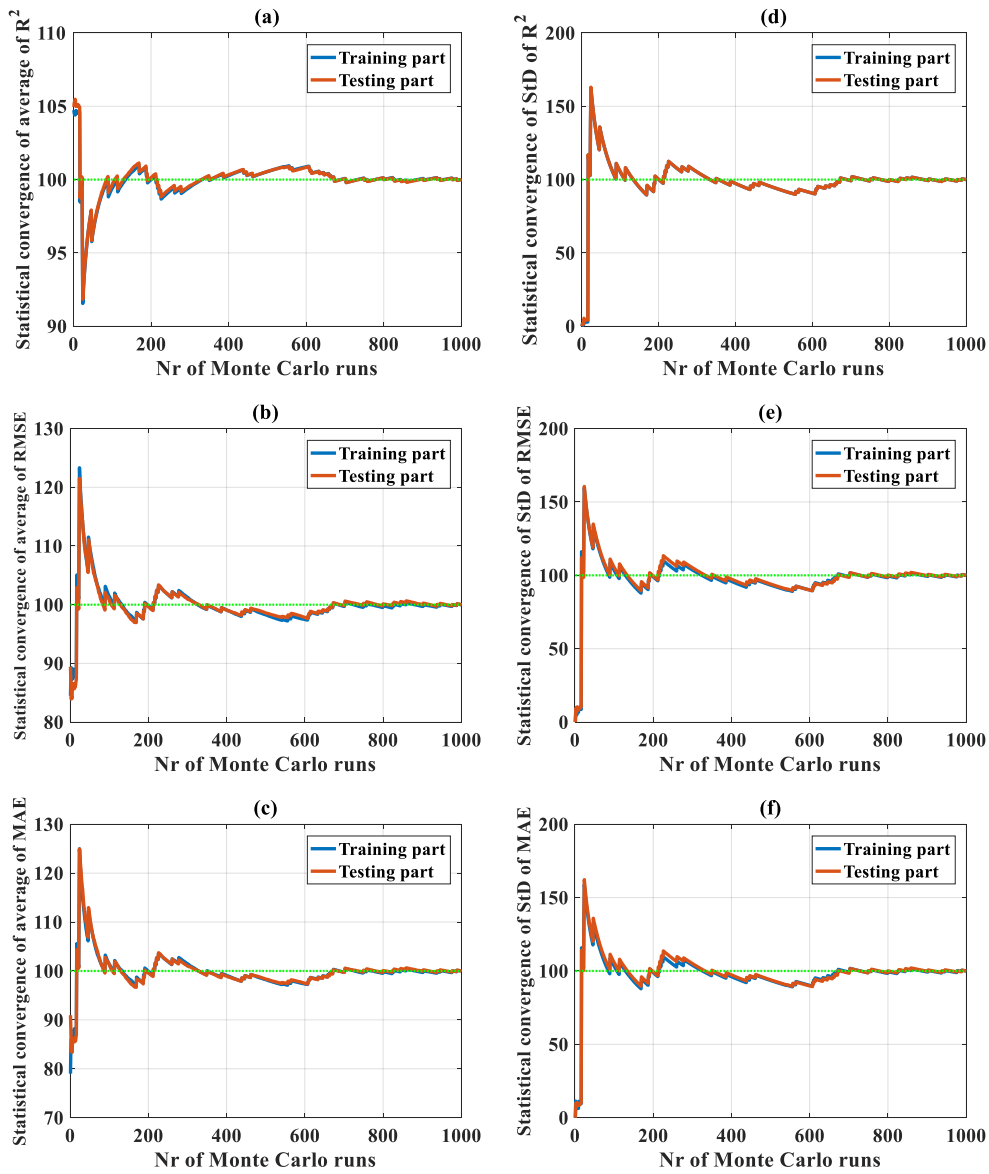 (a)
Statistical convergence of average of R²
110
105
100
95
90
0 200 400 600 800 1000
Nr of Monte Carlo runs
Training part
Testing part
(d)
Statistical convergence of StD of R²
200
150
100
50
0
0 200 400 600 800 1000
Nr of Monte Carlo runs
Training part
Testing part
(b)
Statistical convergence of average of RMSE
130
120
110
100
90
80
0 200 400 600 800 1000
Nr of Monte Carlo runs
Training part
Testing part
(e)
Statistical convergence of StD of RMSE
200
150
100
50
0
0 200 400 600 800 1000
Nr of Monte Carlo runs
Training part
Testing part
(c)
Statistical convergence of average of MAE
130
120
110
100
90
80
70
0 200 400 600 800 1000
Nr of Monte Carlo runs
Training part
Testing part
(f)
Statistical convergence of StD of MAE
200
150
100
50
0
0 200 400 600 800 1000
Nr of Monte Carlo runs
Training part
Testing part